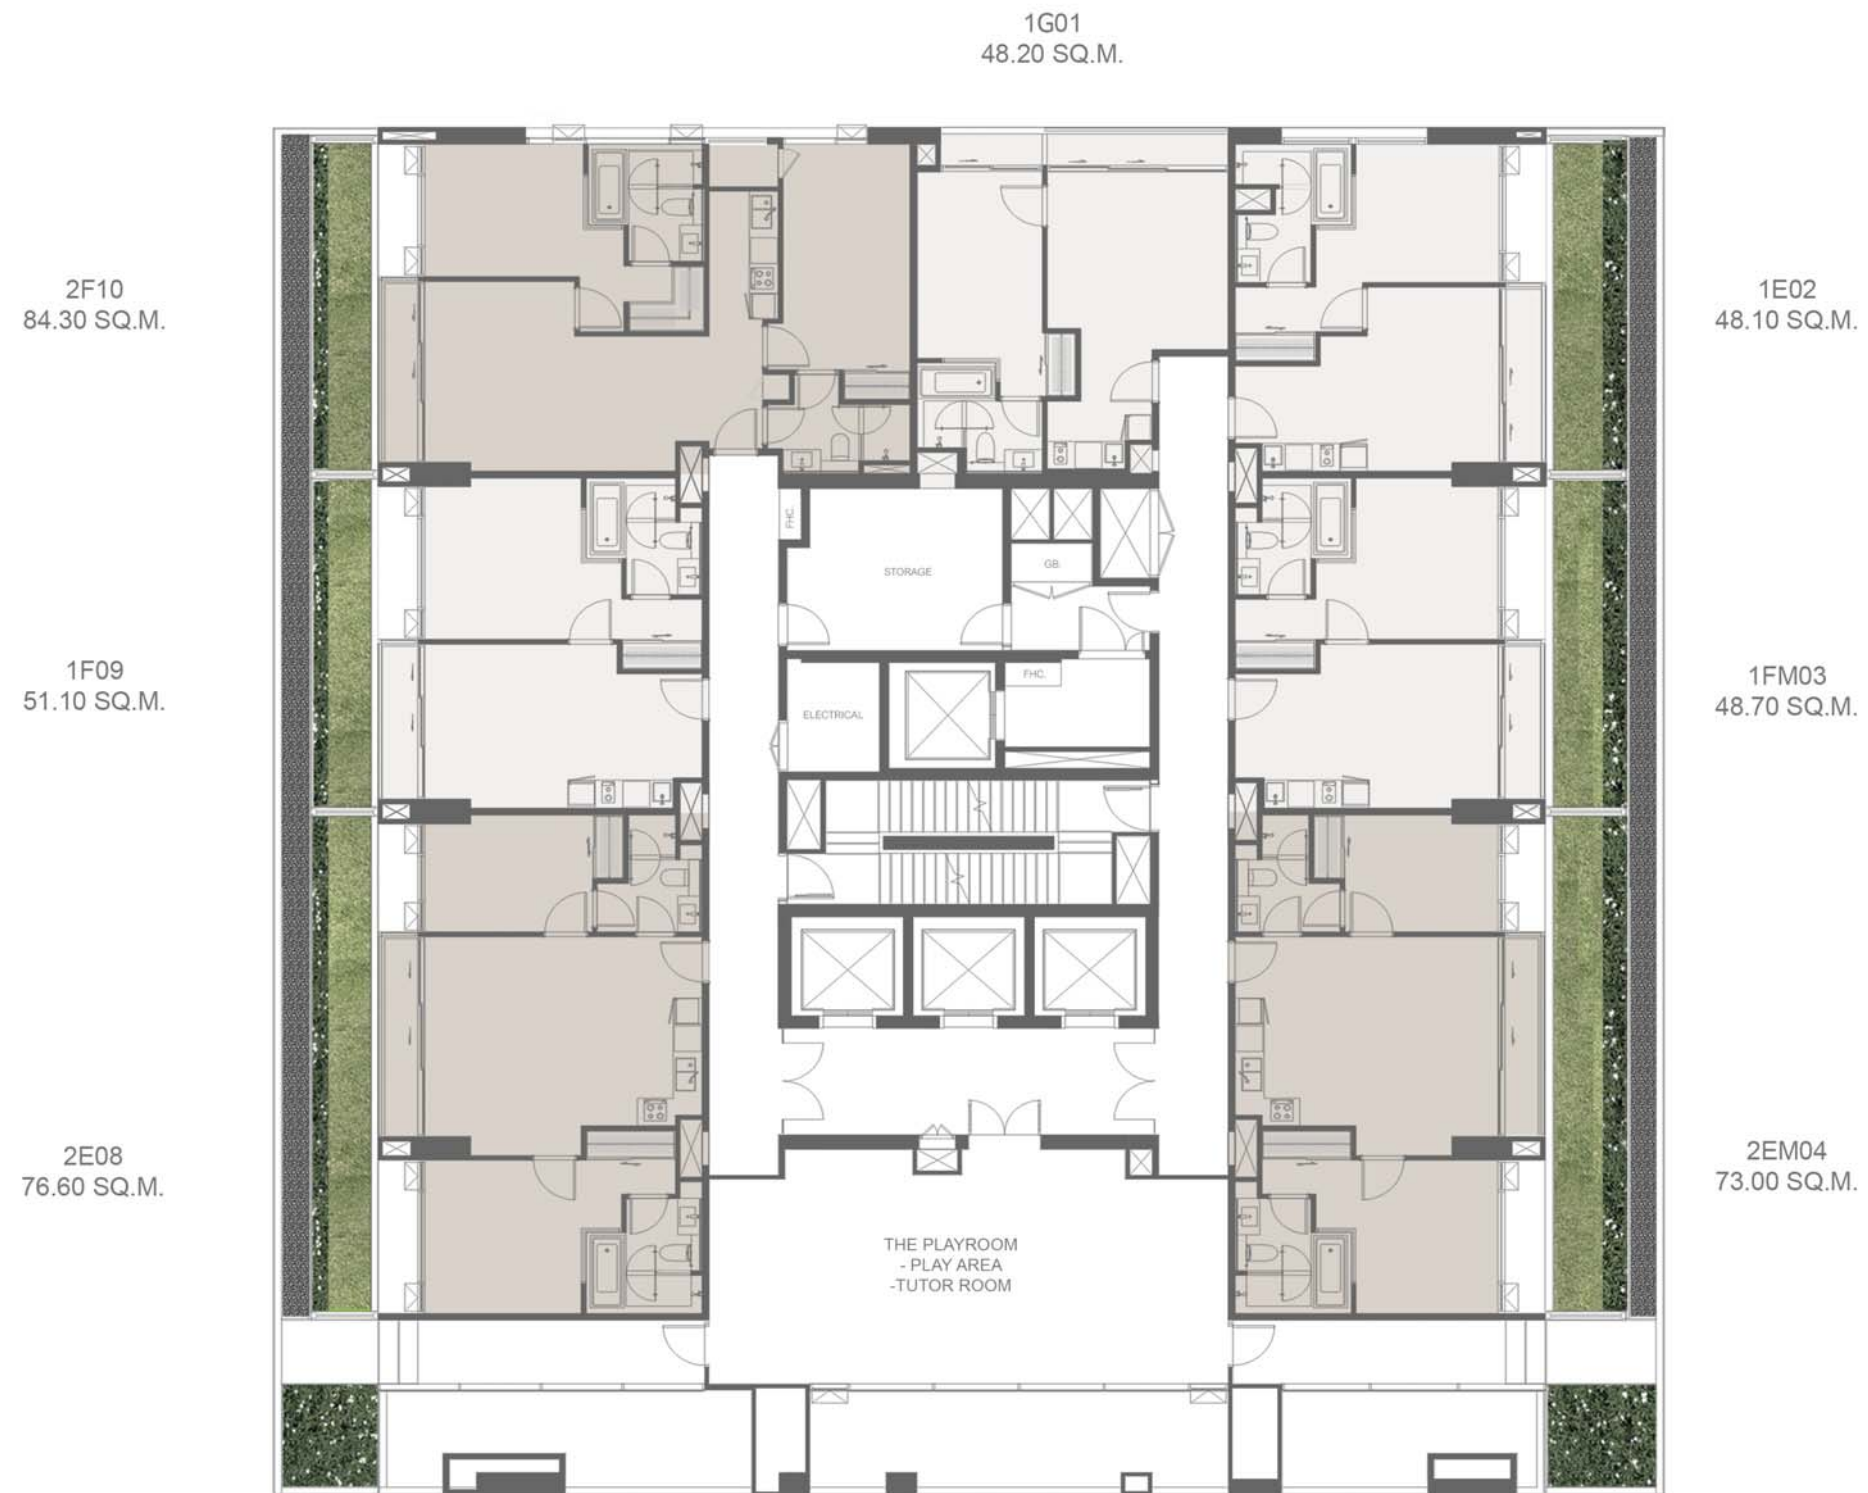 1G01
48.20 SQ.M.
2F10
84.30 SQ.M.
1E02
48.10 SQ.M.
FHC.
STORAGE
GB.
1F09
51.10 SQ.M.
FHC.
ELECTRICAL
1FM03
48.70 SQ.M.
2E08
76.60 SQ.M.
2EM04
73.00 SQ.M.
THE PLAYROOM
- PLAY AREA
-TUTOR ROOM